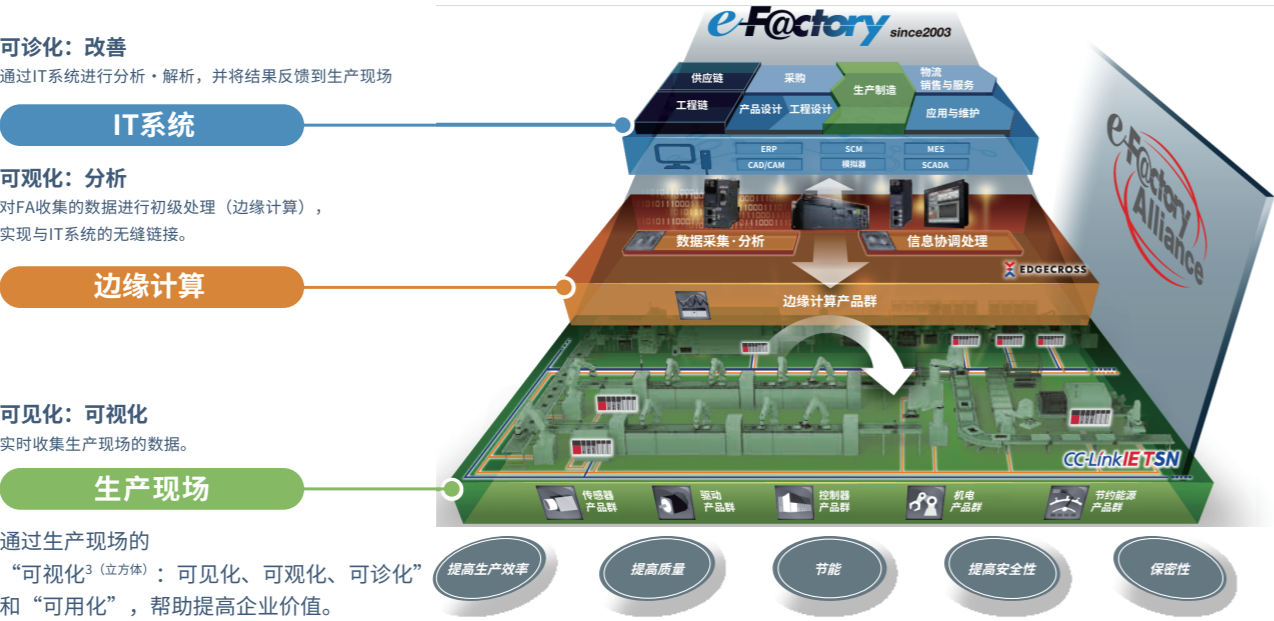 可诊化：改善
通过IT系统进行分析・解析，并将结果反馈到生产现场
IT系统
可观化：分析
对FA收集的数据进行初级处理（边缘计算），
实现与IT系统的无缝链接。
边缘计算
可见化：可视化
实时收集生产现场的数据。
生产现场
通过生产现场的
“可视化3（立方体）：可见化、可观化、可诊化”
和“可用化”，帮助提高企业价值。
e-F@ctory since2003
供应链
采购
生产制造
物流
销售与服务
工程链
产品设计
工程设计
应用与维护
ERP
SCM
MES
CAD/CAM
模拟器
SCADA
数据采集·分析
信息协调处理
EDGECROSS
边缘计算产品群
e-F@ctory
Alliance
CC-Link IE TSN
传感器
产品群
驱动
产品群
控制器
产品群
机电
产品群
节约能源
产品群
提高生产效率
提高质量
节能
提高安全性
保密性